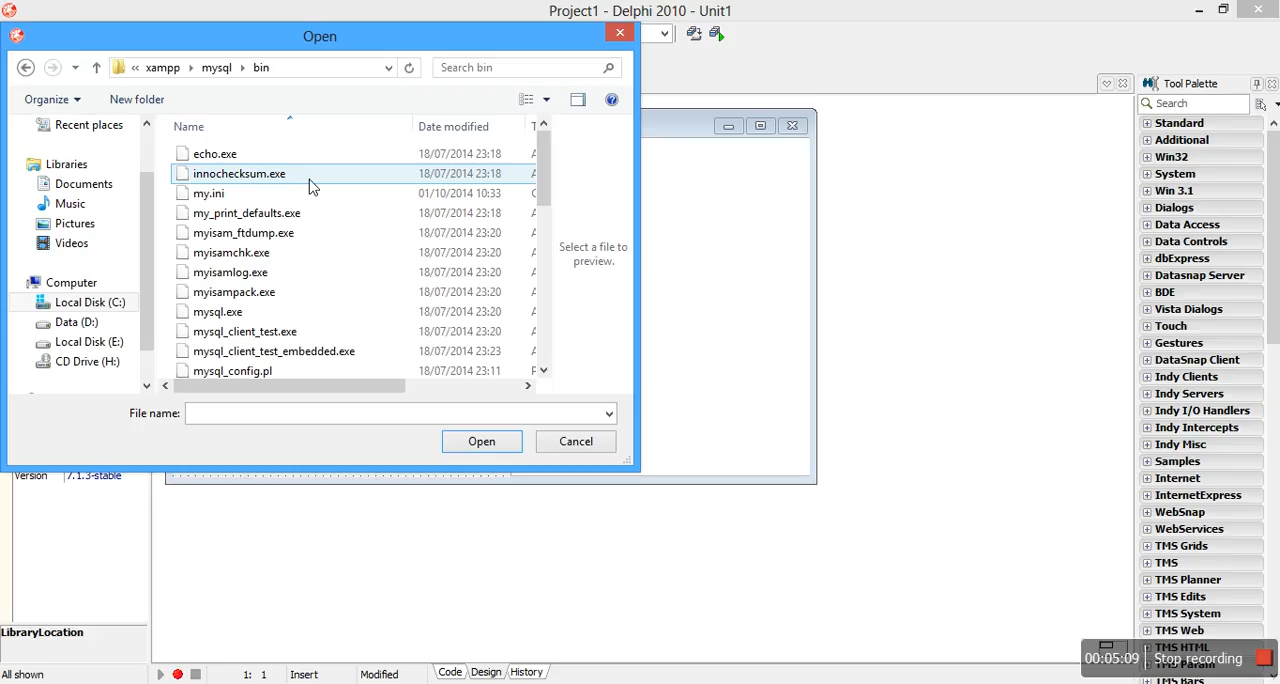 Project1 - Delphi 2010 - Unit1
Open
« xampp mysql bin
Search bin
Organize
New folder
Recent places
Libraries
Documents
Music
Pictures
Videos
Computer
Local Disk (C:)
Data (D:)
Local Disk (E:)
CD Drive (H:)
Name Date modified
echo.exe 18/07/2014 23:18
innochecksum.exe 18/07/2014 23:18
my.ini 01/10/2014 10:33
my_print_defaults.exe 18/07/2014 23:18
myisam_ftdump.exe 18/07/2014 23:20
myisamchk.exe 18/07/2014 23:20
myisamlog.exe 18/07/2014 23:20
myisampack.exe 18/07/2014 23:20
mysql.exe 18/07/2014 23:20
mysql_client_test.exe 18/07/2014 23:20
mysql_client_test_embedded.exe 18/07/2014 23:23
mysql_config.pl 18/07/2014 23:11
Select a file to
preview.
File name:
Open
Cancel
Version 7.1.3-stable
LibraryLocation
All shown
1: 1
Insert
Modified
Code
Design
History
Tool Palette
Search
Standard
Additional
Win32
System
Win 3.1
Dialogs
Data Access
Data Controls
dbExpress
Datasnap Server
BDE
Vista Dialogs
Touch
Gestures
DataSnap Client
Indy Clients
Indy Servers
Indy I/O Handlers
Indy Intercepts
Indy Misc
Samples
Internet
InternetExpress
WebSnap
WebServices
TMS Grids
TMS
TMS Planner
TMS Edits
TMS System
TMS Web
TMS HTML
00:05:09
Stop recording
TMS Param
TMS Bars